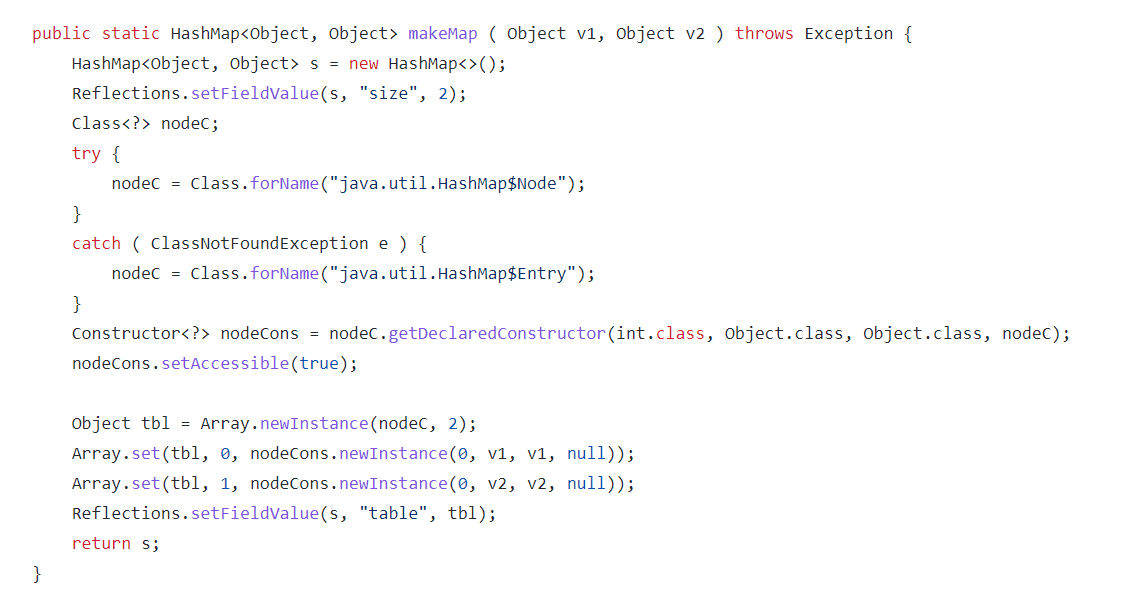 public static HashMap<Object, Object> makeMap ( Object v1, Object v2 ) throws Exception {
    HashMap<Object, Object> s = new HashMap<>();
    Reflections.setFieldValue(s, "size", 2);
    Class<?> nodeC;
    try {
        nodeC = Class.forName("java.util.HashMap$Node");
    }
    catch ( ClassNotFoundException e ) {
        nodeC = Class.forName("java.util.HashMap$Entry");
    }
    Constructor<?> nodeCons = nodeC.getDeclaredConstructor(int.class, Object.class, Object.class, nodeC);
    nodeCons.setAccessible(true);

    Object tbl = Array.newInstance(nodeC, 2);
    Array.set(tbl, 0, nodeCons.newInstance(0, v1, v1, null));
    Array.set(tbl, 1, nodeCons.newInstance(0, v2, v2, null));
    Reflections.setFieldValue(s, "table", tbl);
    return s;
}